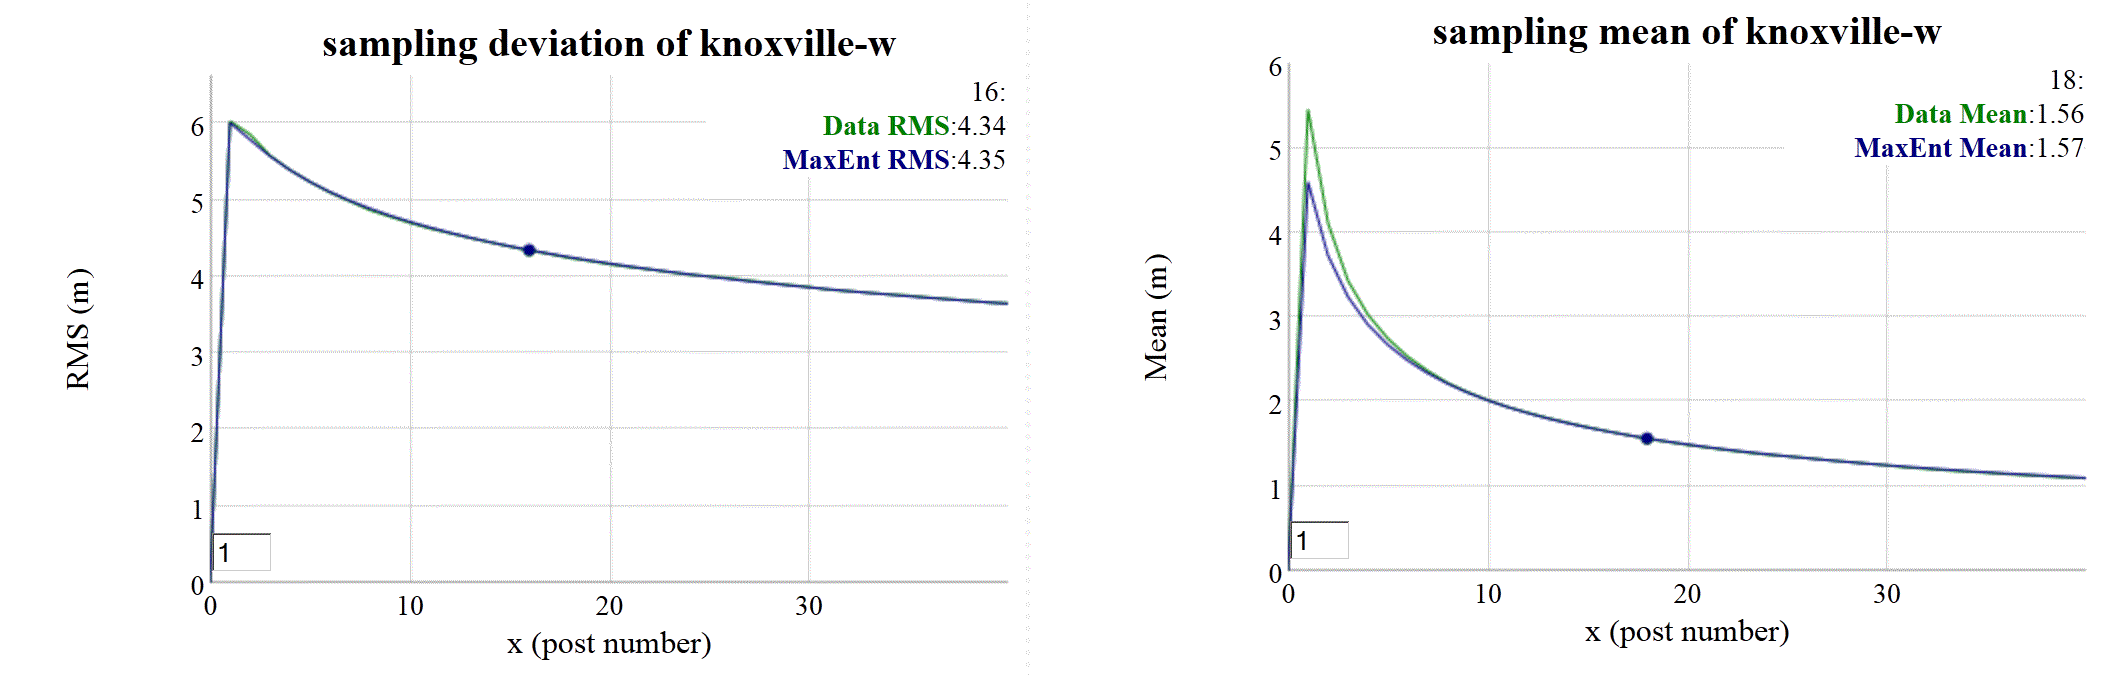 sampling deviation of knoxville-w
16:
Data RMS:4.34
MaxEnt RMS:4.35
6
5
4
3
2
1
0
1
RMS (m)
0 10 20 30
x (post number)
sampling mean of knoxville-w
18:
Data Mean:1.56
MaxEnt Mean:1.57
6
5
4
3
2
1
0
1
Mean (m)
0 10 20 30
x (post number)